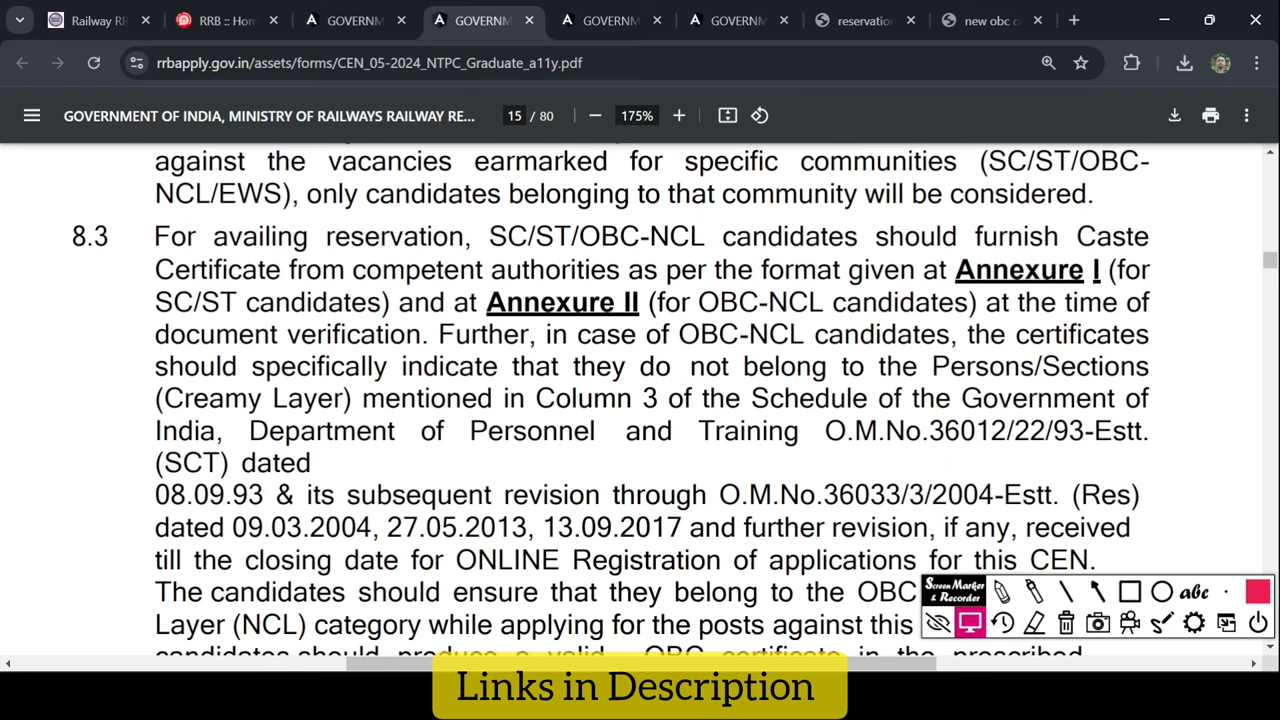 Railway RR
RRB :: Hom
GOVERNM
GOVERNM
GOVERNM
GOVERNM
reservatio
new obc c
rrbapply.gov.in/assets/forms/CEN_05-2024_NTPC_Graduate_a11y.pdf
GOVERNMENT OF INDIA, MINISTRY OF RAILWAYS RAILWAY RE...
15 / 80
175%
against the vacancies earmarked for specific communities (SC/ST/OBC-
NCL/EWS), only candidates belonging to that community will be considered.
8.3 For availing reservation, SC/ST/OBC-NCL candidates should furnish Caste
Certificate from competent authorities as per the format given at Annexure I (for
SC/ST candidates) and at Annexure II (for OBC-NCL candidates) at the time of
document verification. Further, in case of OBC-NCL candidates, the certificates
should specifically indicate that they do not belong to the Persons/Sections
(Creamy Layer) mentioned in Column 3 of the Schedule of the Government of
India, Department of Personnel and Training O.M.No.36012/22/93-Estt.
(SCT) dated
08.09.93 & its subsequent revision through O.M.No.36033/3/2004-Estt. (Res)
dated 09.03.2004, 27.05.2013, 13.09.2017 and further revision, if any, received
till the closing date for ONLINE Registration of applications for this CEN.
The candidates should ensure that they belong to the OBC
Layer (NCL) category while applying for the posts against this
candidates should produce a valid OBC certificate in the prescribed
Screen Marker
& Recorder
abc
Links in Description